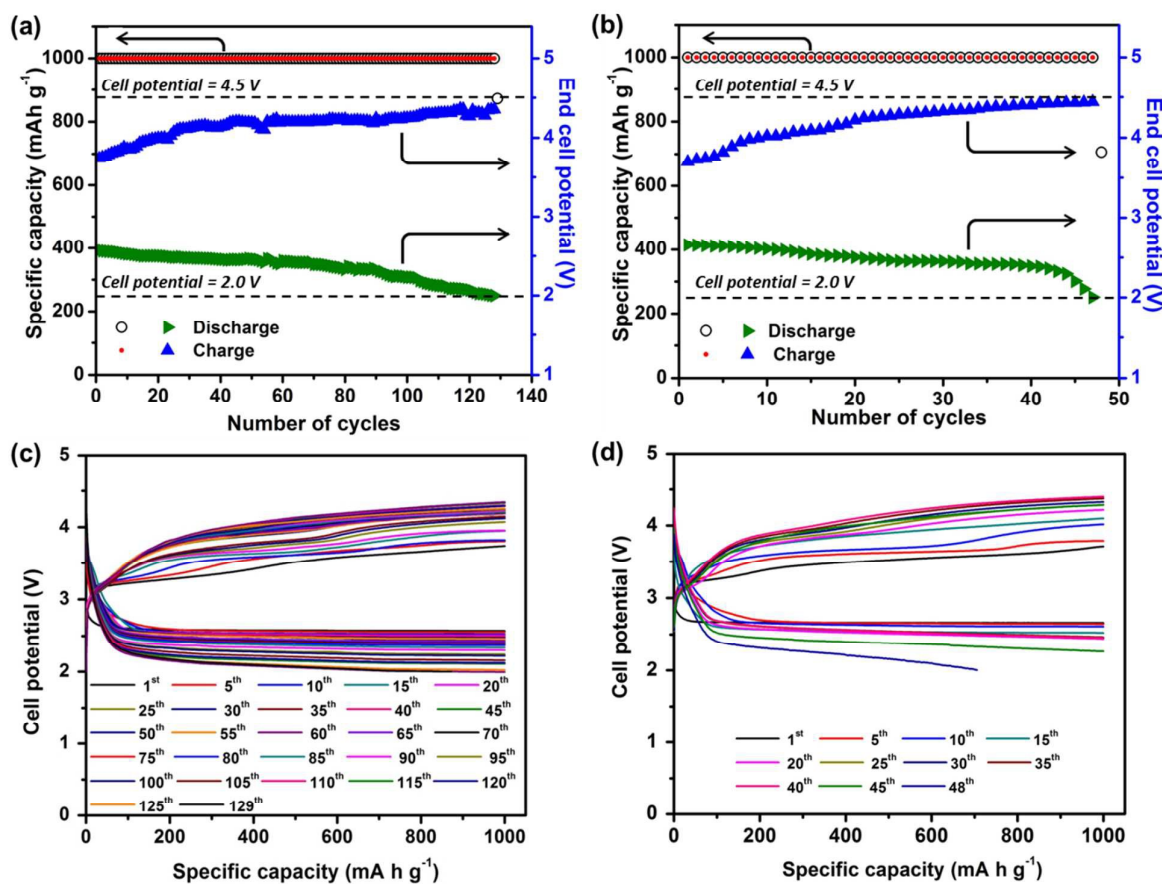 (a)
Specific capacity (mAh g⁻¹)
1000
800
600
400
200
0
Cell potential = 4.5 V
Cell potential = 2.0 V
Discharge
Charge
5
4
3
2
1
End cell potential (V)
0 20 40 60 80 100 120 140
Number of cycles
(b)
Specific capacity (mAh g⁻¹)
1000
800
600
400
200
0
Cell potential = 4.5 V
Cell potential = 2.0 V
Discharge
Charge
5
4
3
2
1
End cell potential (V)
0 10 20 30 40 50
Number of cycles
(c)
Cell potential (V)
5
4
3
2
1
0
1st 5th 10th 15th 20th
25th 30th 35th 40th 45th
50th 55th 60th 65th 70th
75th 80th 85th 90th 95th
100th 105th 110th 115th 120th
125th 129th
0 200 400 600 800 1000
Specific capacity (mA h g⁻¹)
(d)
Cell potential (V)
5
4
3
2
1
0
1st 5th 10th 15th
20th 25th 30th 35th
40th 45th 48th
0 200 400 600 800 1000
Specific capacity (mA h g⁻¹)